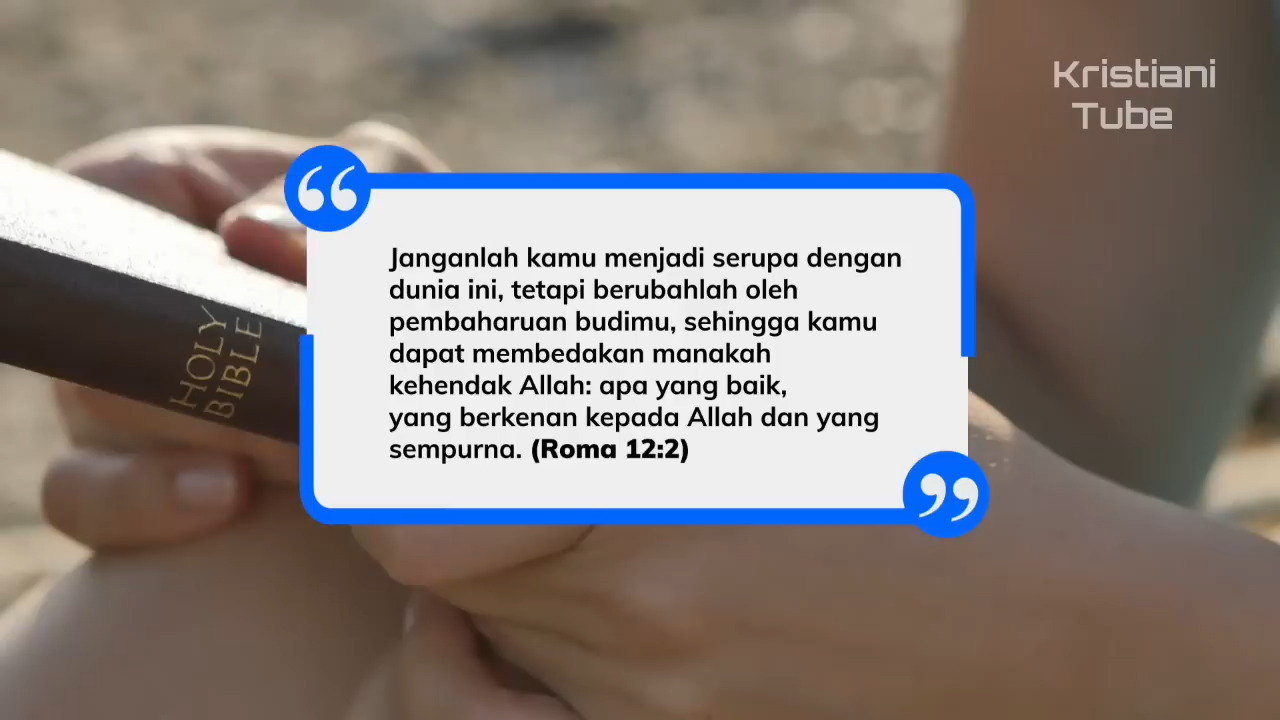 Kristiani
Tube
HOLY
BIBLE
“
Janganlah kamu menjadi serupa dengan
dunia ini, tetapi berubahlah oleh
pembaharuan budimu, sehingga kamu
dapat membedakan manakah
kehendak Allah: apa yang baik,
yang berkenan kepada Allah dan yang
sempurna. (Roma 12:2)
”